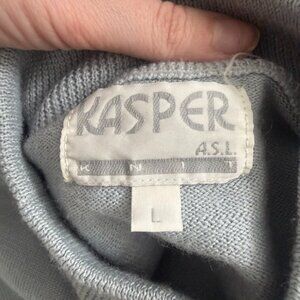 KASPER
A.S.L.
K N I T
L